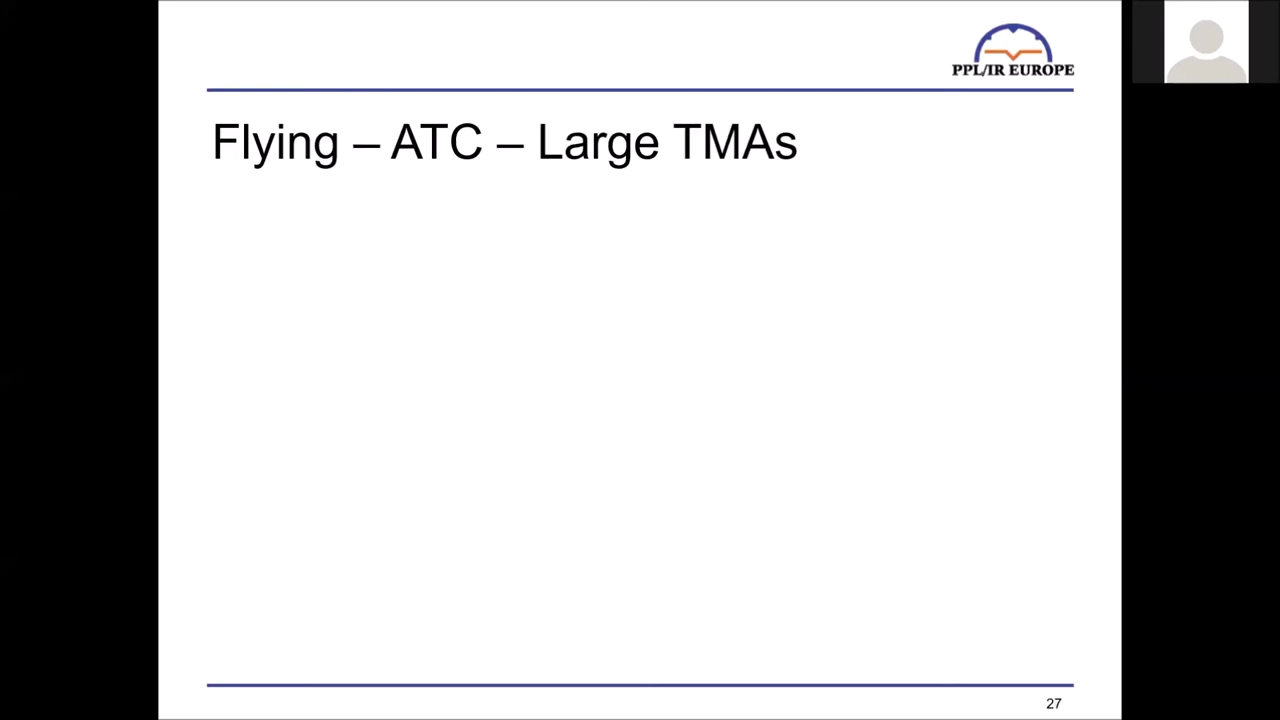 PPL/IR EUROPE
Flying – ATC – Large TMAs
27